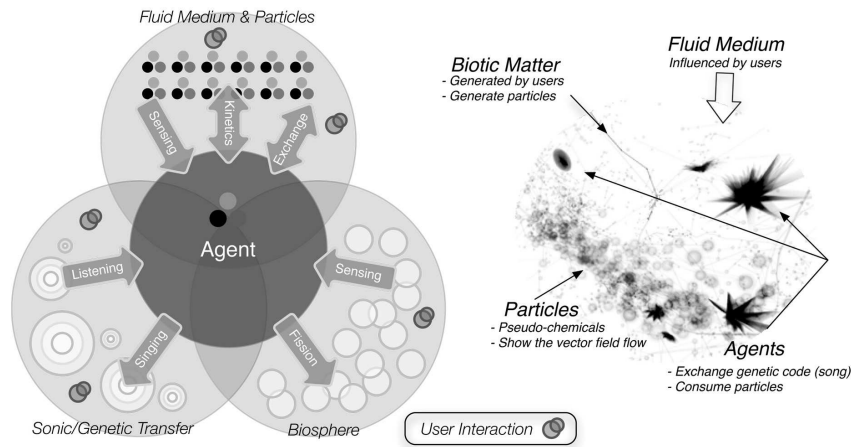 Fluid Medium & Particles
Sensing
Kinetics
Exchange
Agent
Listening
Singing
Sensing
Fission
Sonic/Genetic Transfer
Biosphere
User Interaction
Biotic Matter
- Generated by users
- Generate particles
Fluid Medium
Influenced by users
Particles
- Pseudo-chemicals
- Show the vector field flow
Agents
- Exchange genetic code (song)
- Consume particles